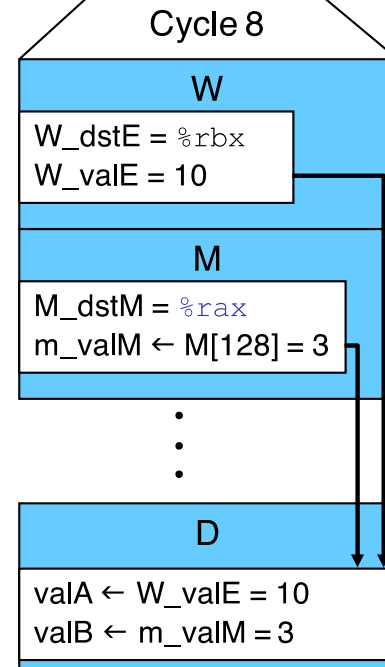 Cycle 8
W
W_dstE = %rbx
W_valE = 10
M
M_dstM = %rax
m_valM ← M[128] = 3
D
valA ← W_valE = 10
valB ← m_valM = 3